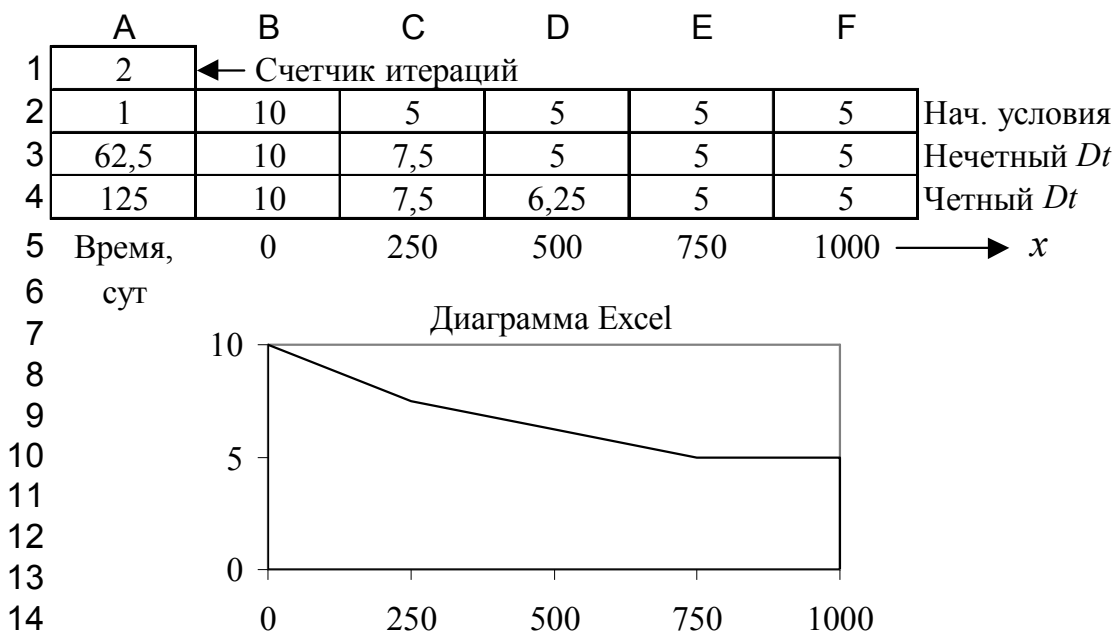 A B C D E F
1 2 Счетчик итераций
2 1 10 5 5 5 5 Нач. условия
3 62,5 10 7,5 5 5 5 Нечетный Dt
4 125 10 7,5 6,25 5 5 Четный Dt
5 Время, 0 250 500 750 1000 x
6 сут
7 Диаграмма Excel
10
8
9
10 5
11
12
13 0
14 0 250 500 750 1000